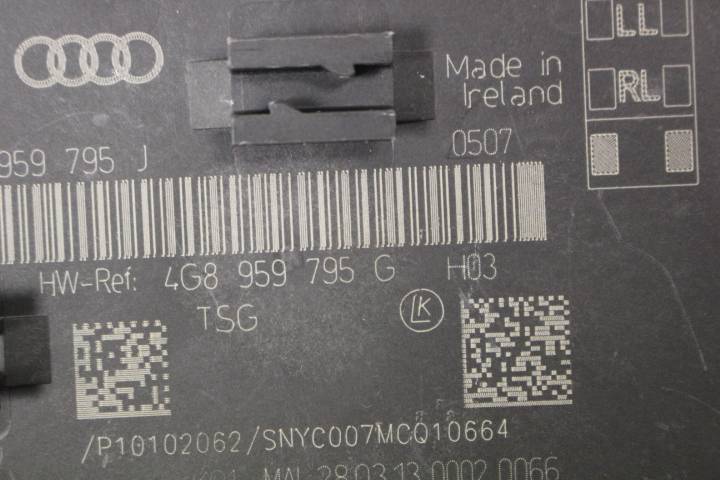 Made in
Ireland
LL
RL
959 795 J
0507
HW-Ref: 4G8 959 795 G H03
TSG
LK
/P10102062/SNYC007MCQ10664
MAL 28.03.13 0002 0066